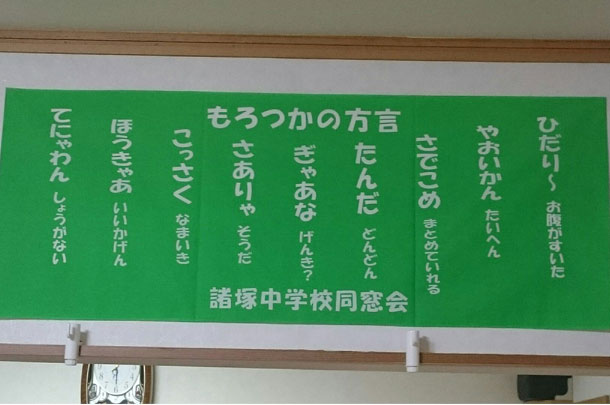 もろつかの方言
ひだり～ お腹がすいた
やおいかん たいへん
さでこめ まとめていれる
たんだ どんどん
ぎゃあな げんき？
さありゃ そうだ
こっさく なまいき
ほうきゃあ いいかげん
てにゃわん しょうがない
諸塚中学校同窓会